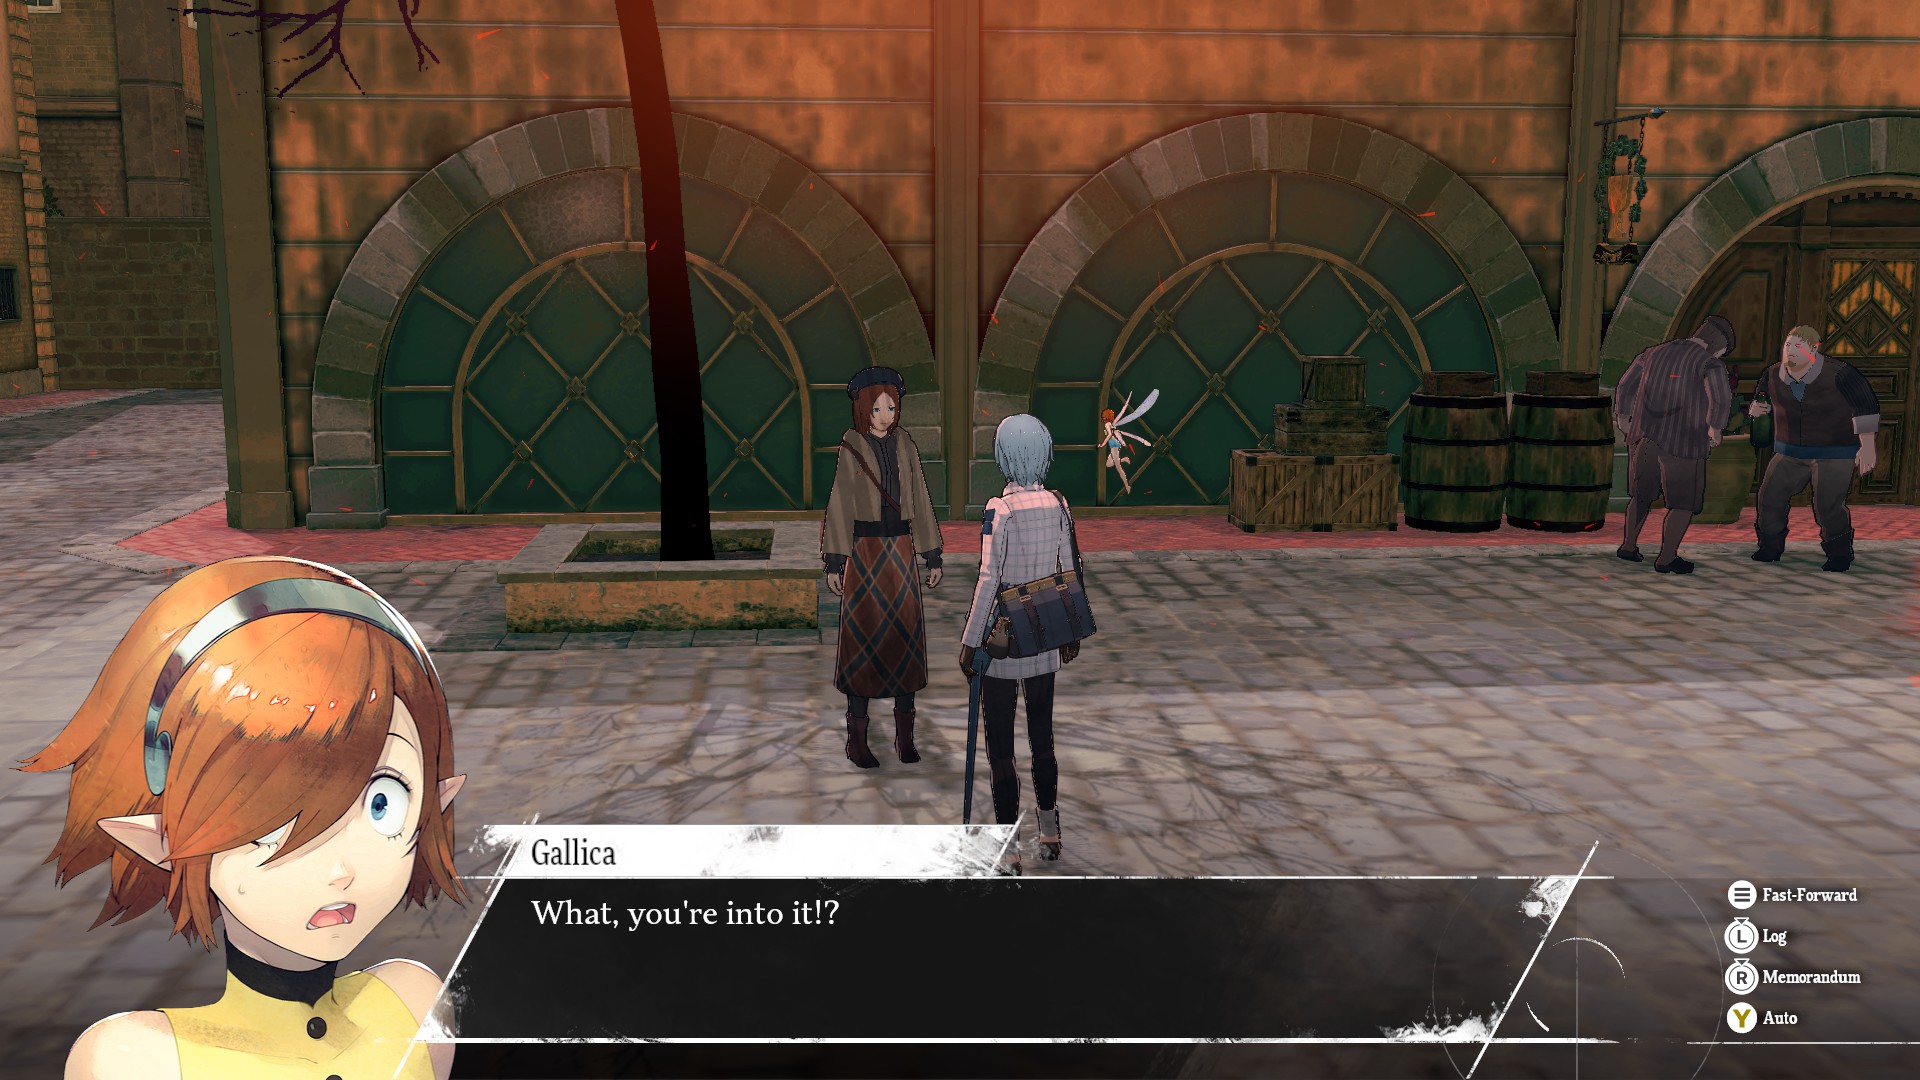 Gallica
What, you're into it!?
Fast-Forward
L Log
R Memorandum
Y Auto